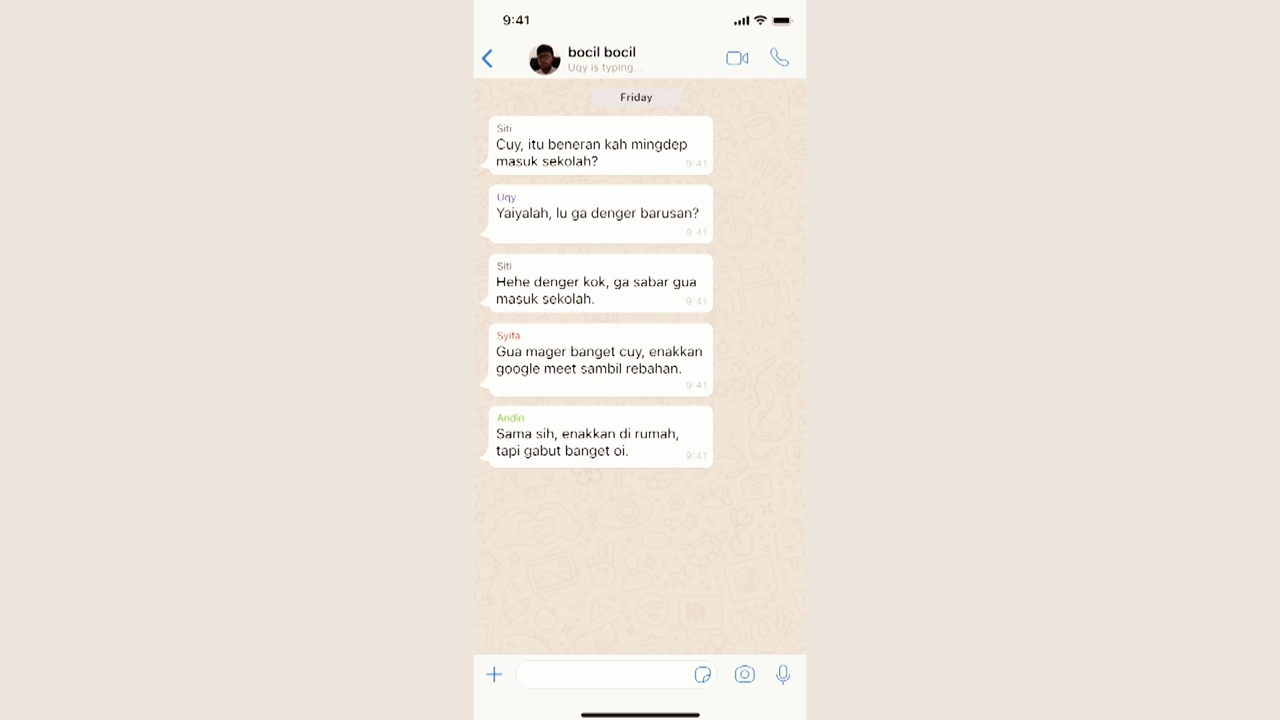 9:41
bocil bocil
Uqy is typing...
Friday
Siti
Cuy, itu beneran kah mingdep
masuk sekolah?
9:41
Uqy
Yaiyalah, lu ga denger barusan?
9:41
Siti
Hehe denger kok, ga sabar gua
masuk sekolah.
9:41
Syifa
Gua mager banget cuy, enakkan
google meet sambil rebahan.
9:41
Andin
Sama sih, enakkan di rumah,
tapi gabut banget oi.
9:41